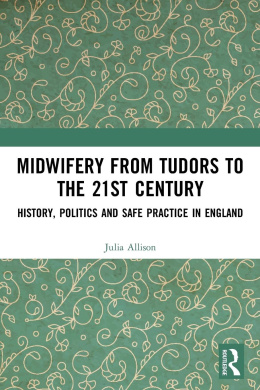 MIDWIFERY FROM TUDORS TO
THE 21ST CENTURY
HISTORY, POLITICS AND SAFE PRACTICE IN ENGLAND
Julia Allison
ROUTLEDGE